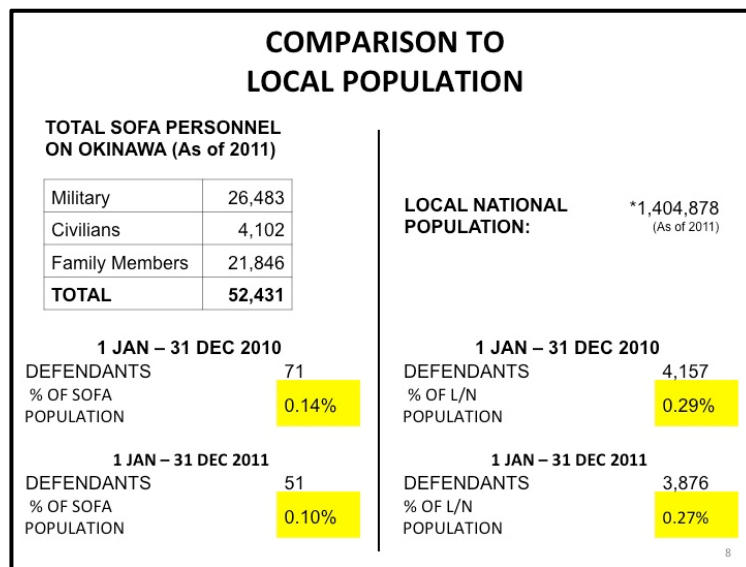 COMPARISON TO
LOCAL POPULATION
TOTAL SOFA PERSONNEL
ON OKINAWA (As of 2011)
Military 26,483
Civilians 4,102
Family Members 21,846
TOTAL 52,431
1 JAN – 31 DEC 2010
DEFENDANTS 71
% OF SOFA
POPULATION 0.14%
1 JAN – 31 DEC 2011
DEFENDANTS 51
% OF SOFA
POPULATION 0.10%
LOCAL NATIONAL *1,404,878
POPULATION: (As of 2011)
1 JAN – 31 DEC 2010
DEFENDANTS 4,157
% OF L/N
POPULATION 0.29%
1 JAN – 31 DEC 2011
DEFENDANTS 3,876
% OF L/N
POPULATION 0.27%
8